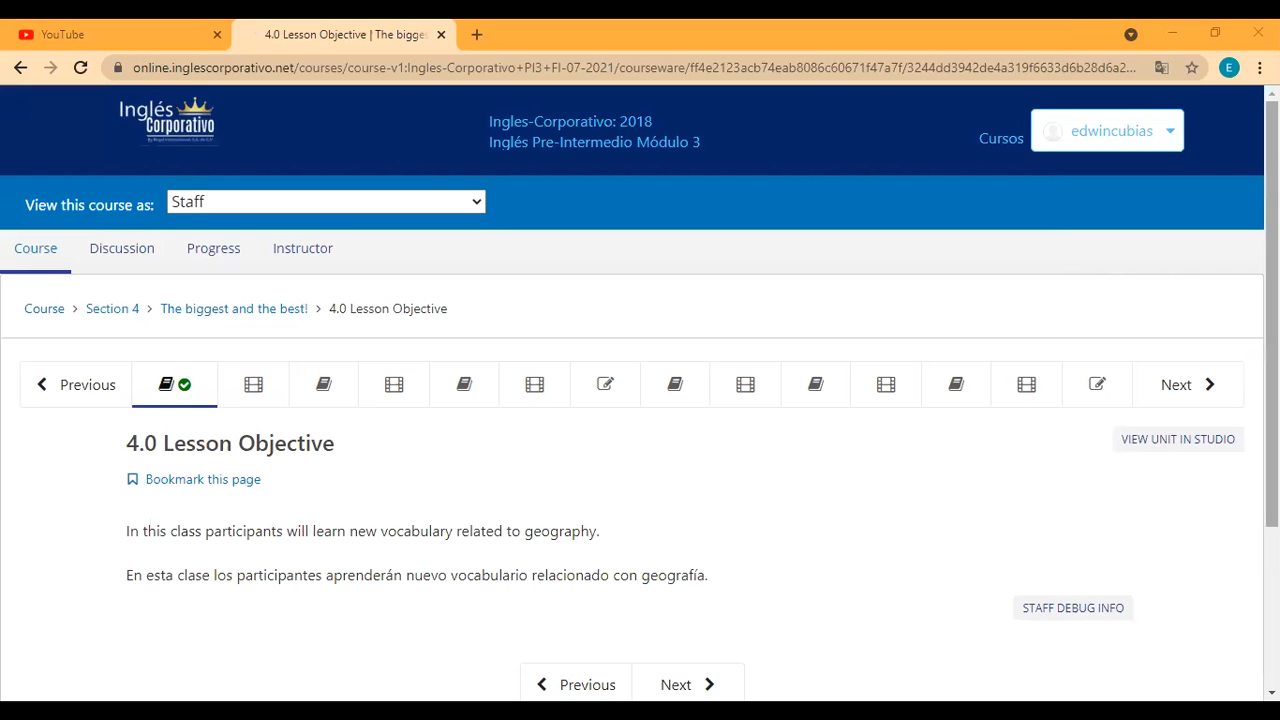 YouTube
4.0 Lesson Objective | The bigges
online.inglescorporativo.net/courses/course-v1:Ingles-Corporativo+PI3+FI-07-2021/courseware/ff4e2123acb74eab8086c60671f47a7f/3244dd3942de4a319f6633d6b28d6a2...
E
Inglés
Corporativo
Ingles-Corporativo: 2018
Inglés Pre-Intermedio Módulo 3
Cursos
edwincubias
View this course as:
Staff
Course
Discussion
Progress
Instructor
Course > Section 4 > The biggest and the best! > 4.0 Lesson Objective
Previous
Next
4.0 Lesson Objective
VIEW UNIT IN STUDIO
Bookmark this page
In this class participants will learn new vocabulary related to geography.
En esta clase los participantes aprenderán nuevo vocabulario relacionado con geografía.
STAFF DEBUG INFO
Previous
Next